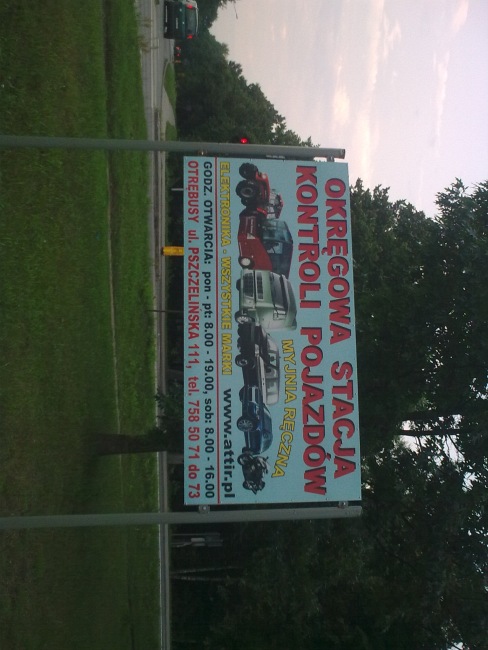 OKRĘGOWA STACJA
KONTROLI POJAZDÓW
MYJNIA RĘCZNA
ELEKTRONIKA - WSZYSTKIE MARKI www.attir.pl
GODZ. OTWARCIA: pon - pt: 8.00 - 19.00, sob: 8.00 - 16.00
OTRĘBUSY ul. PSZCZELIŃSKA 111, tel. 758 50 71 do 73